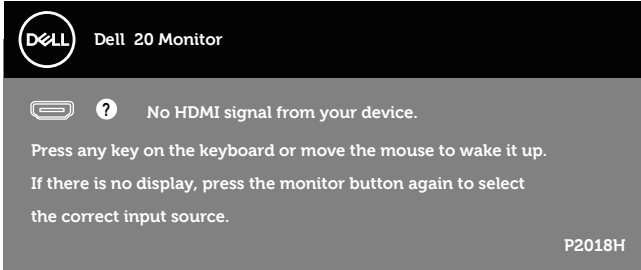 DELL
Dell 20 Monitor
? No HDMI signal from your device.
Press any key on the keyboard or move the mouse to wake it up.
If there is no display, press the monitor button again to select
the correct input source.
P2018H